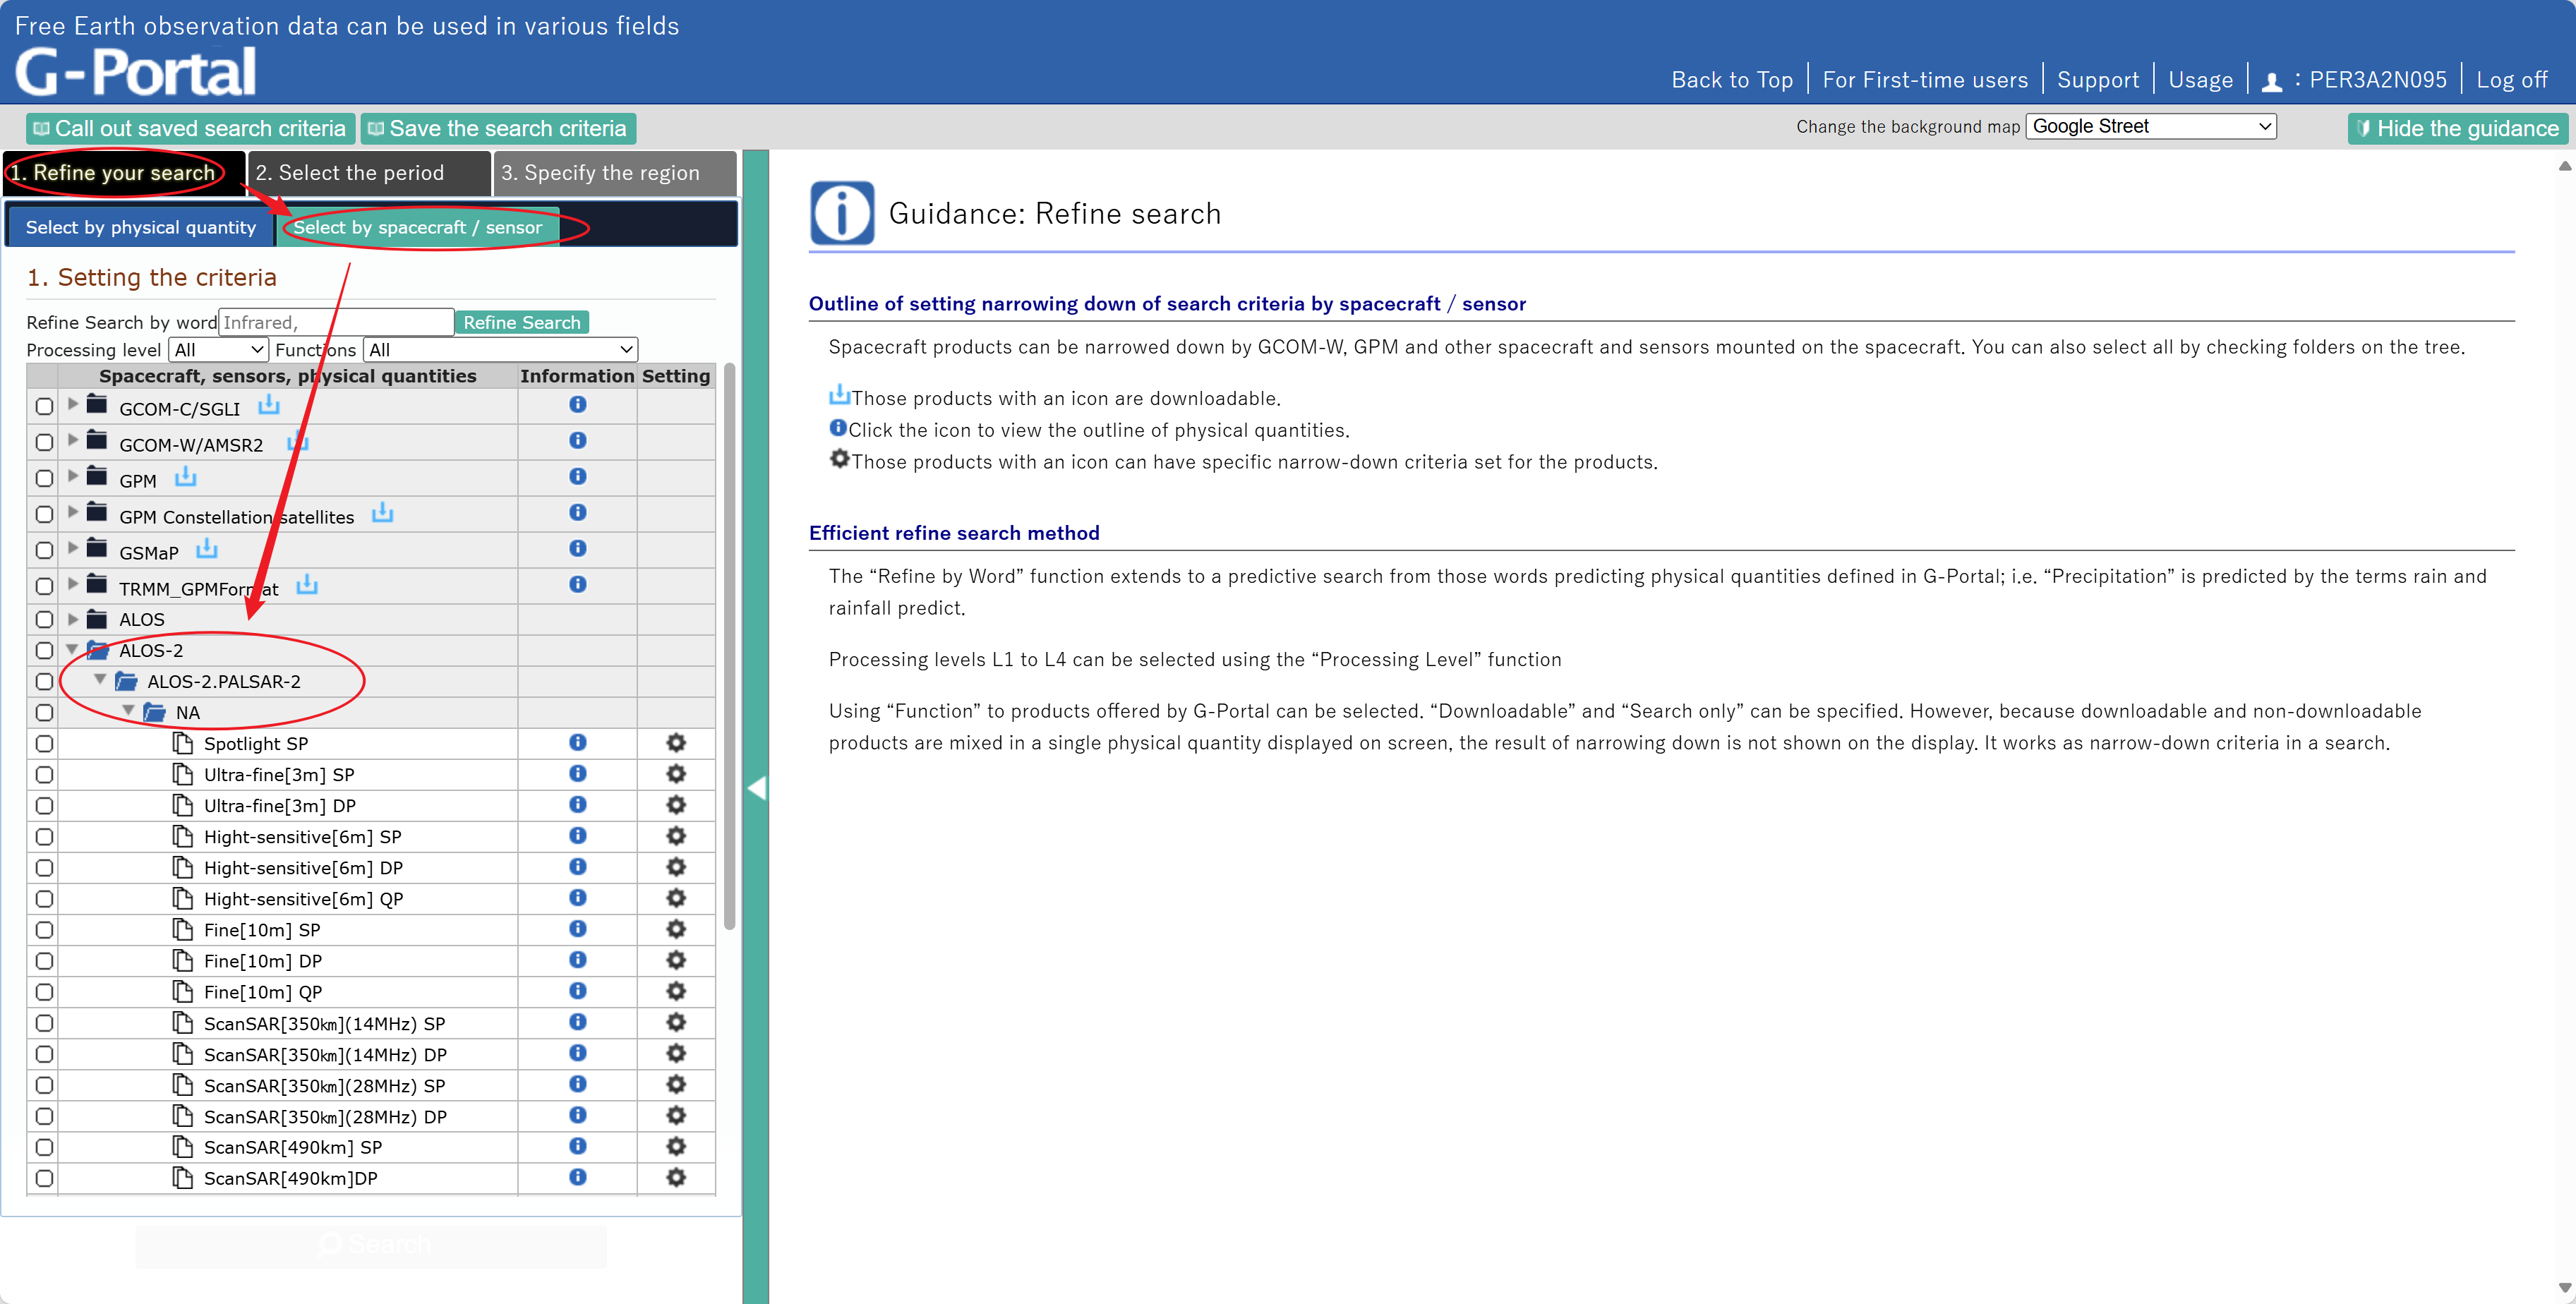 Free Earth observation data can be used in various fields
G-Portal
Back to Top
For First-time users
Support
Usage
: PER3A2N095
Log off
Call out saved search criteria
Save the search criteria
Change the background map
Google Street
Hide the guidance
1. Refine your search
2. Select the period
3. Specify the region
Select by physical quantity
Select by spacecraft / sensor
1. Setting the criteria
Refine Search by word
Infrared,
Refine Search
Processing level
All
Functions
All
Spacecraft, sensors, physical quantities
Information
Setting
GCOM-C/SGLI
GCOM-W/AMSR2
GPM
GPM Constellation satellites
GSMaP
TRMM_GPMFormat
ALOS
ALOS-2
ALOS-2.PALSAR-2
NA
Spotlight SP
Ultra-fine[3m] SP
Ultra-fine[3m] DP
Hight-sensitive[6m] SP
Hight-sensitive[6m] DP
Hight-sensitive[6m] QP
Fine[10m] SP
Fine[10m] DP
Fine[10m] QP
ScanSAR[350㎞](14MHz) SP
ScanSAR[350㎞](14MHz) DP
ScanSAR[350㎞](28MHz) SP
ScanSAR[350㎞](28MHz) DP
ScanSAR[490km] SP
ScanSAR[490km]DP
Search
Guidance: Refine search
Outline of setting narrowing down of search criteria by spacecraft / sensor
Spacecraft products can be narrowed down by GCOM-W, GPM and other spacecraft and sensors mounted on the spacecraft. You can also select all by checking folders on the tree.
Those products with an icon are downloadable.
Click the icon to view the outline of physical quantities.
Those products with an icon can have specific narrow-down criteria set for the products.
Efficient refine search method
The “Refine by Word” function extends to a predictive search from those words predicting physical quantities defined in G-Portal; i.e. “Precipitation” is predicted by the terms rain and
rainfall predict.
Processing levels L1 to L4 can be selected using the “Processing Level” function
Using “Function” to products offered by G-Portal can be selected. “Downloadable” and “Search only” can be specified. However, because downloadable and non-downloadable
products are mixed in a single physical quantity displayed on screen, the result of narrowing down is not shown on the display. It works as narrow-down criteria in a search.